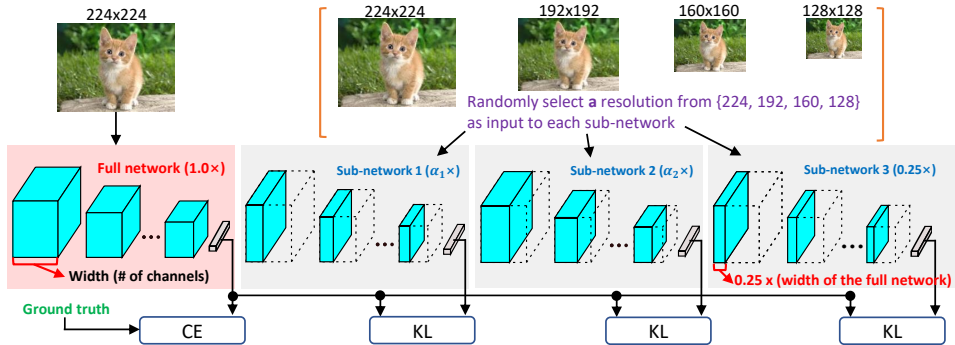 224x224
224x224
192x192
160x160
128x128
Randomly select a resolution from {224, 192, 160, 128}
as input to each sub-network
Full network (1.0×)
Sub-network 1 (α₁×)
Sub-network 2 (α₂×)
Sub-network 3 (0.25×)
...
...
...
...
Width (# of channels)
0.25 x (width of the full network)
Ground truth
CE
KL
KL
KL